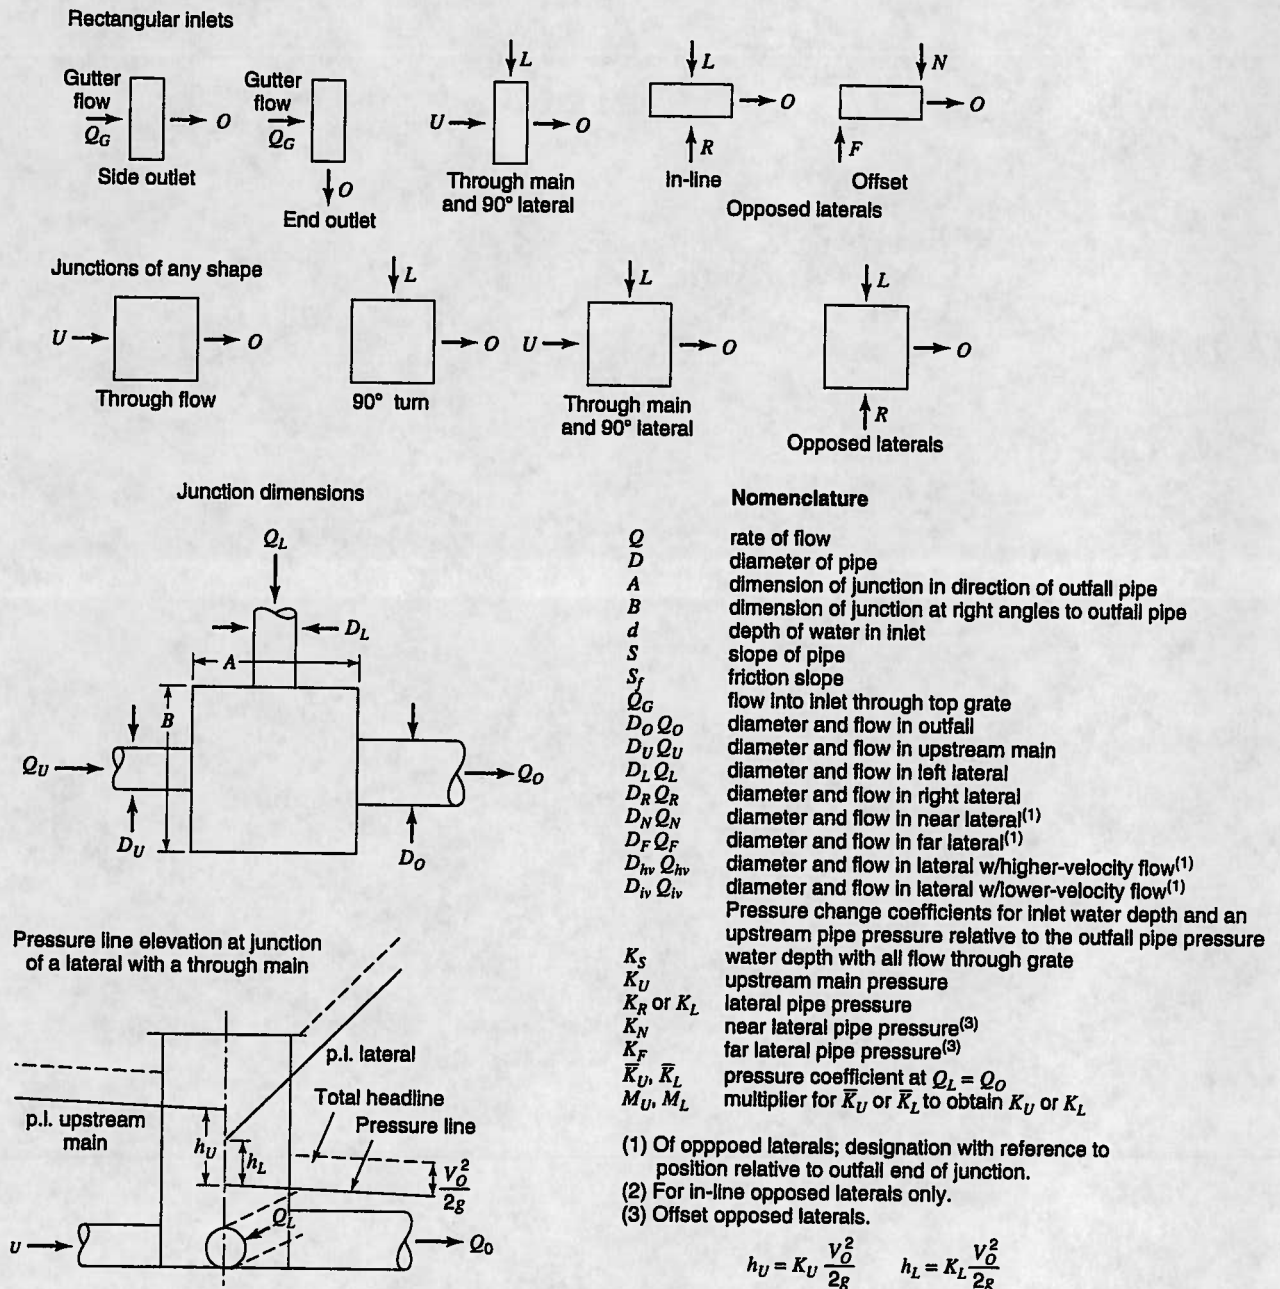 Rectangular inlets
Gutter flow Q_G
O
Side outlet
Gutter flow Q_G
O
End outlet
L
U
O
Through main
and 90° lateral
L
O
R
In-line
N
O
F
Offset
Opposed laterals
Junctions of any shape
U
O
Through flow
L
O
90° turn
L
U
O
Through main
and 90° lateral
L
O
R
Opposed laterals
Junction dimensions
Q_L
D_L
A
B
Q_U
Q_O
D_U
D_O
Nomenclature
Q rate of flow
D diameter of pipe
A dimension of junction in direction of outfall pipe
B dimension of junction at right angles to outfall pipe
d depth of water in inlet
S slope of pipe
S_f friction slope
Q_G flow into inlet through top grate
D_O Q_O diameter and flow in outfall
D_U Q_U diameter and flow in upstream main
D_L Q_L diameter and flow in left lateral
D_R Q_R diameter and flow in right lateral
D_N Q_N diameter and flow in near lateral(1)
D_F Q_F diameter and flow in far lateral(1)
D_hv Q_hv diameter and flow in lateral w/higher-velocity flow(1)
D_iv Q_iv diameter and flow in lateral w/lower-velocity flow(1)
Pressure change coefficients for inlet water depth and an
upstream pipe pressure relative to the outfall pipe pressure
K_S water depth with all flow through grate
K_U upstream main pressure
K_R or K_L lateral pipe pressure
K_N near lateral pipe pressure(3)
K_F far lateral pipe pressure(3)
K̅_U, K̅_L pressure coefficient at Q_L = Q_O
M_U, M_L multiplier for K̅_U or K̅_L to obtain K_U or K_L
(1) Of oppposed laterals; designation with reference to
position relative to outfall end of junction.
(2) For in-line opposed laterals only.
(3) Offset opposed laterals.
h_U = K_U V_O^2/2g h_L = K_L V_O^2/2g
Pressure line elevation at junction
of a lateral with a through main
p.l. lateral
Total headline
p.l. upstream
main
Pressure line
h_U
h_L
V_O^2/2g
Q_L
U
Q_O